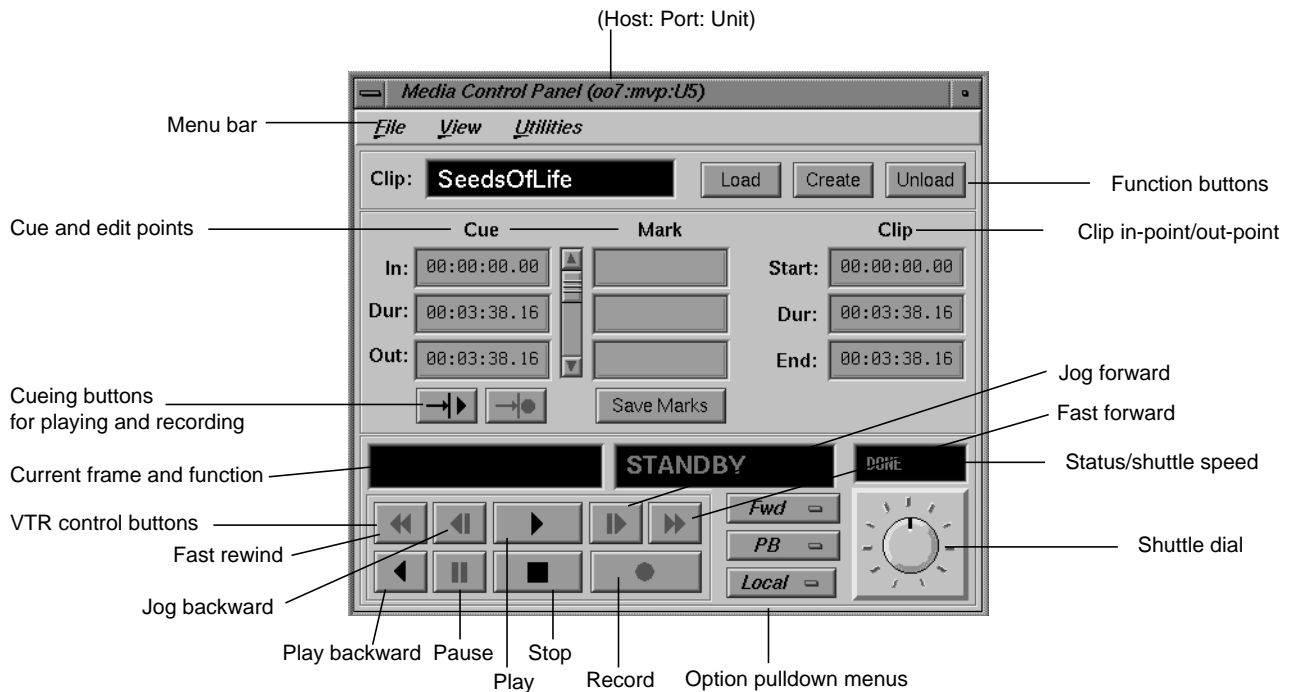 (Host: Port: Unit)
Media Control Panel (oo7:mvp:U5)
Menu bar
File View Utilities
Clip: SeedsOfLife Load Create Unload
Function buttons
Cue and edit points
Cue Mark Clip
Clip in-point/out-point
In: 00:00:00.00 Start: 00:00:00.00
Dur: 00:03:38.16 Dur: 00:03:38.16
Out: 00:03:38.16 End: 00:03:38.16
Jog forward
Cueing buttons
for playing and recording
Save Marks
Fast forward
Current frame and function
STANDBY DONE
Status/shuttle speed
VTR control buttons
Fwd
Fast rewind
PB
Shuttle dial
Local
Jog backward
Play backward Pause Stop
Play Record Option pulldown menus